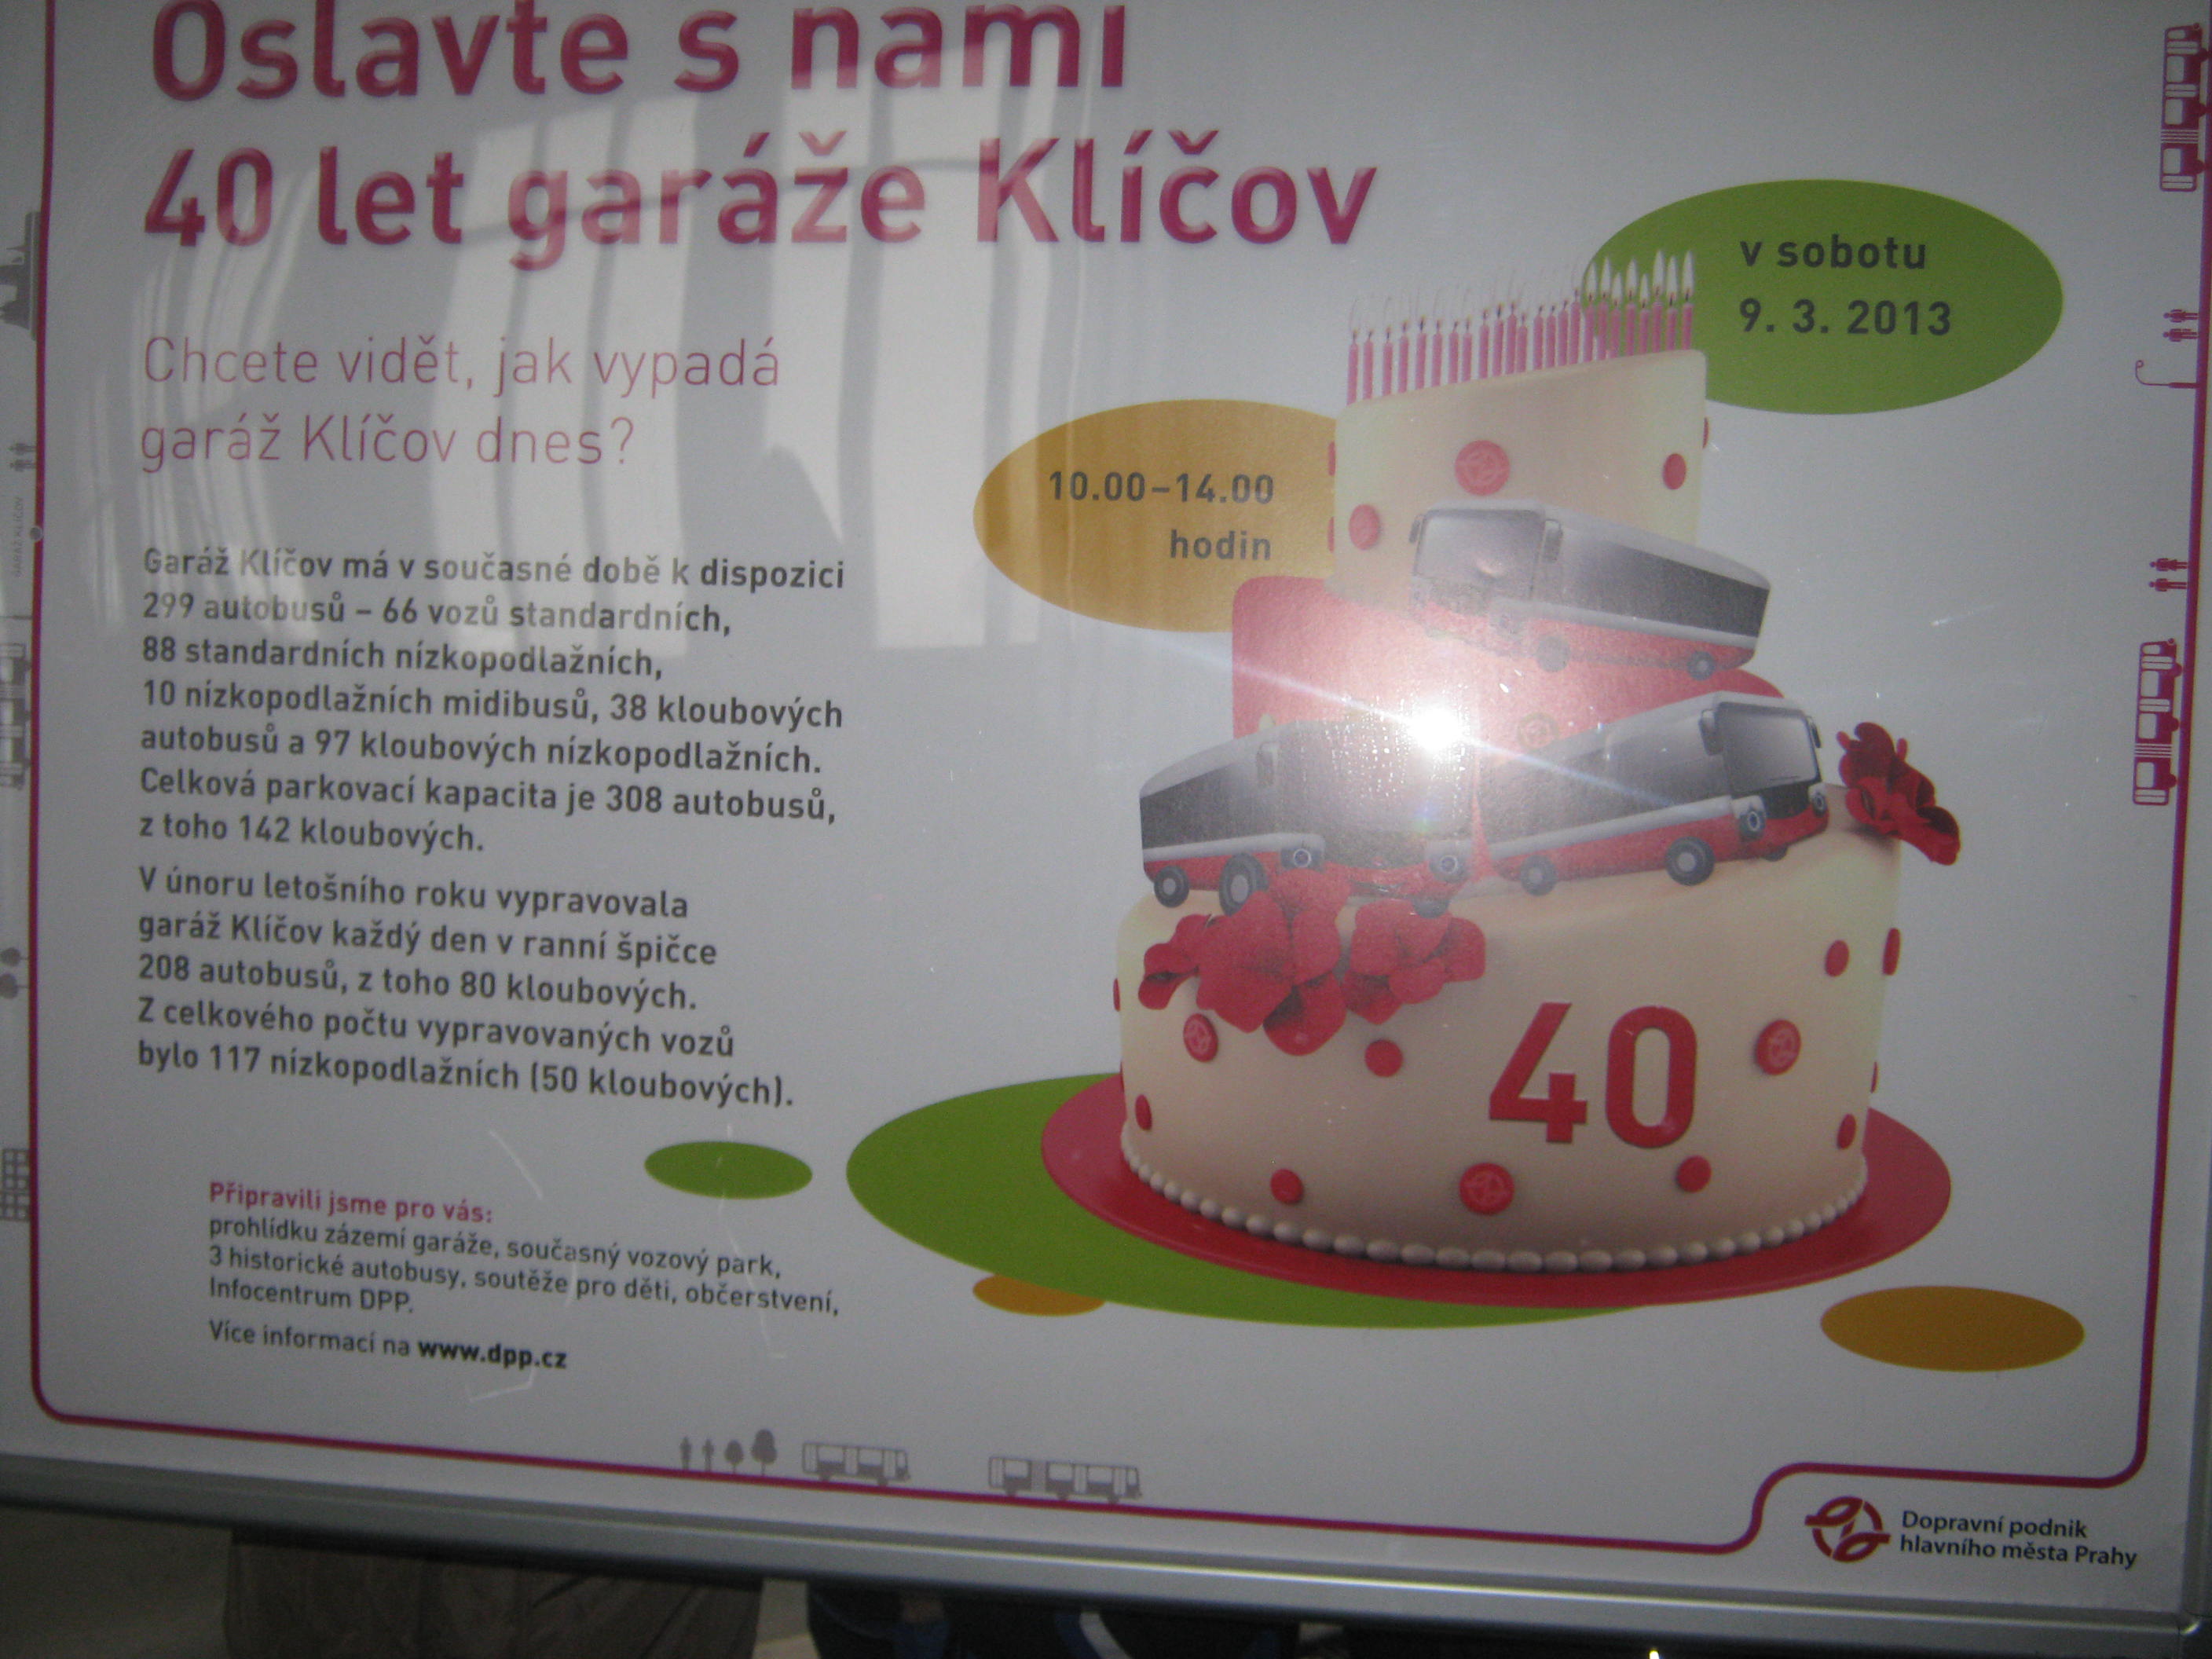 Oslavte s námi
40 let garáže Klíčov
v sobotu
9. 3. 2013
Chcete vidět, jak vypadá
garáž Klíčov dnes?
10.00–14.00
hodin
Garáž Klíčov má v současné době k dispozici
299 autobusů – 66 vozů standardních,
88 standardních nízkopodlažních,
10 nízkopodlažních midibusů, 38 kloubových
autobusů a 97 kloubových nízkopodlažních.
Celková parkovací kapacita je 308 autobusů,
z toho 142 kloubových.
V únoru letošního roku vypravovala
garáž Klíčov každý den v ranní špičce
208 autobusů, z toho 80 kloubových.
Z celkového počtu vypravovaných vozů
bylo 117 nízkopodlažních (50 kloubových).
40
Připravili jsme pro vás:
prohlídku zázemí garáže, současný vozový park,
3 historické autobusy, soutěže pro děti, občerstvení,
Infocentrum DPP.
Více informací na www.dpp.cz
GARÁŽ KLÍČOV
Dopravní podnik
hlavního města Prahy